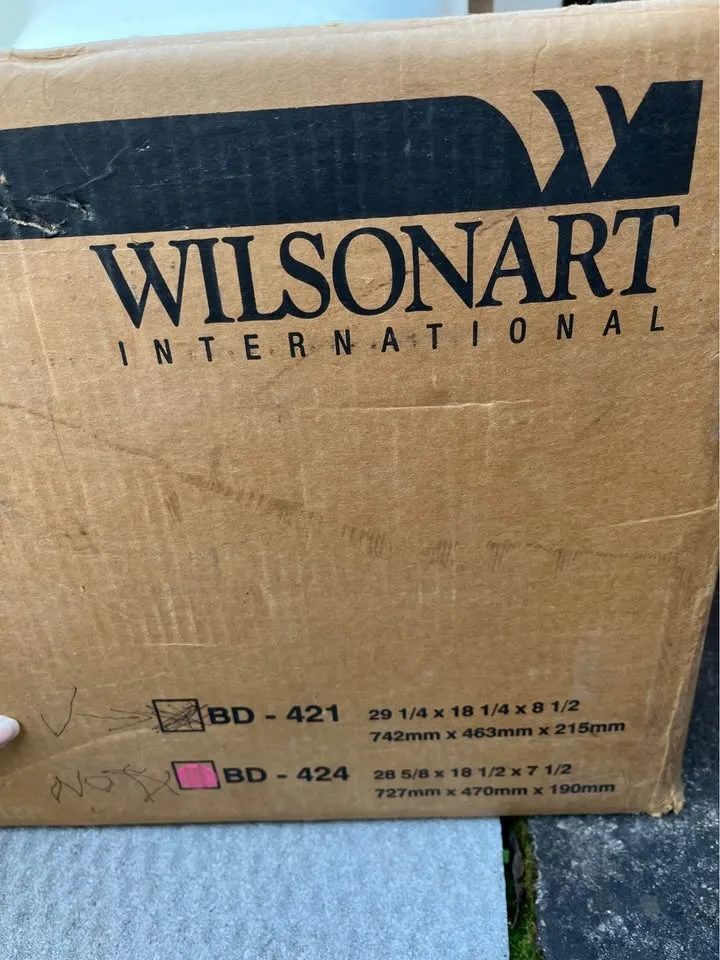 WILSONART
INTERNATIONAL
BD - 421 29 1/4 x 18 1/4 x 8 1/2
742mm x 463mm x 215mm
NOT BD - 424 28 5/8 x 18 1/2 x 7 1/2
727mm x 470mm x 190mm